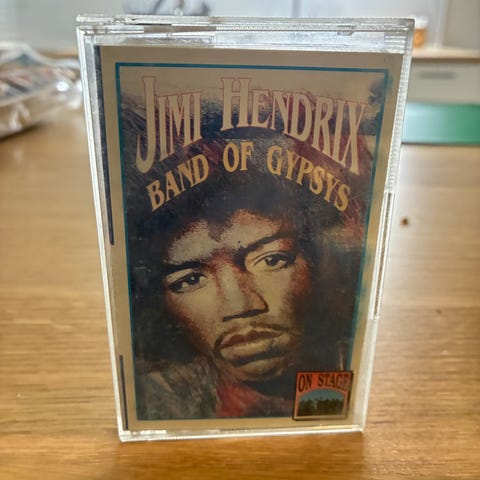 JIMI HENDRIX
BAND OF GYPSYS
ON STAGE